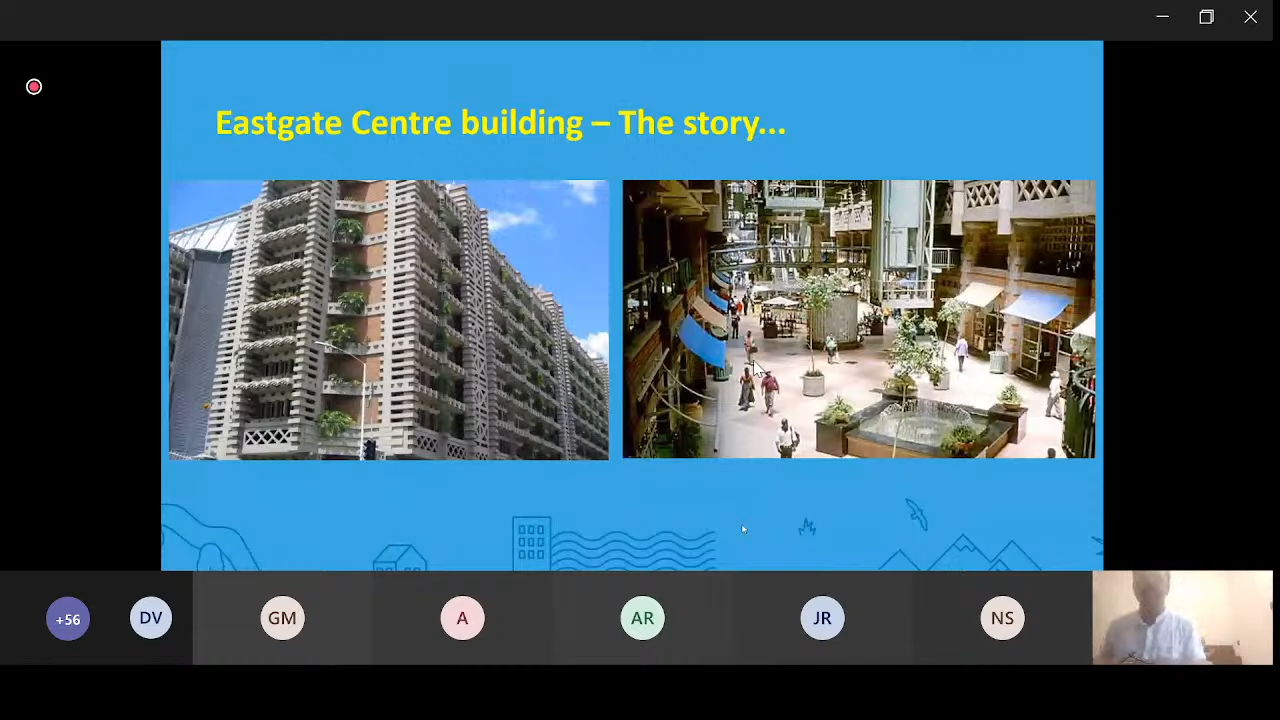 Eastgate Centre building – The story...
+56
DV
GM
A
AR
JR
NS